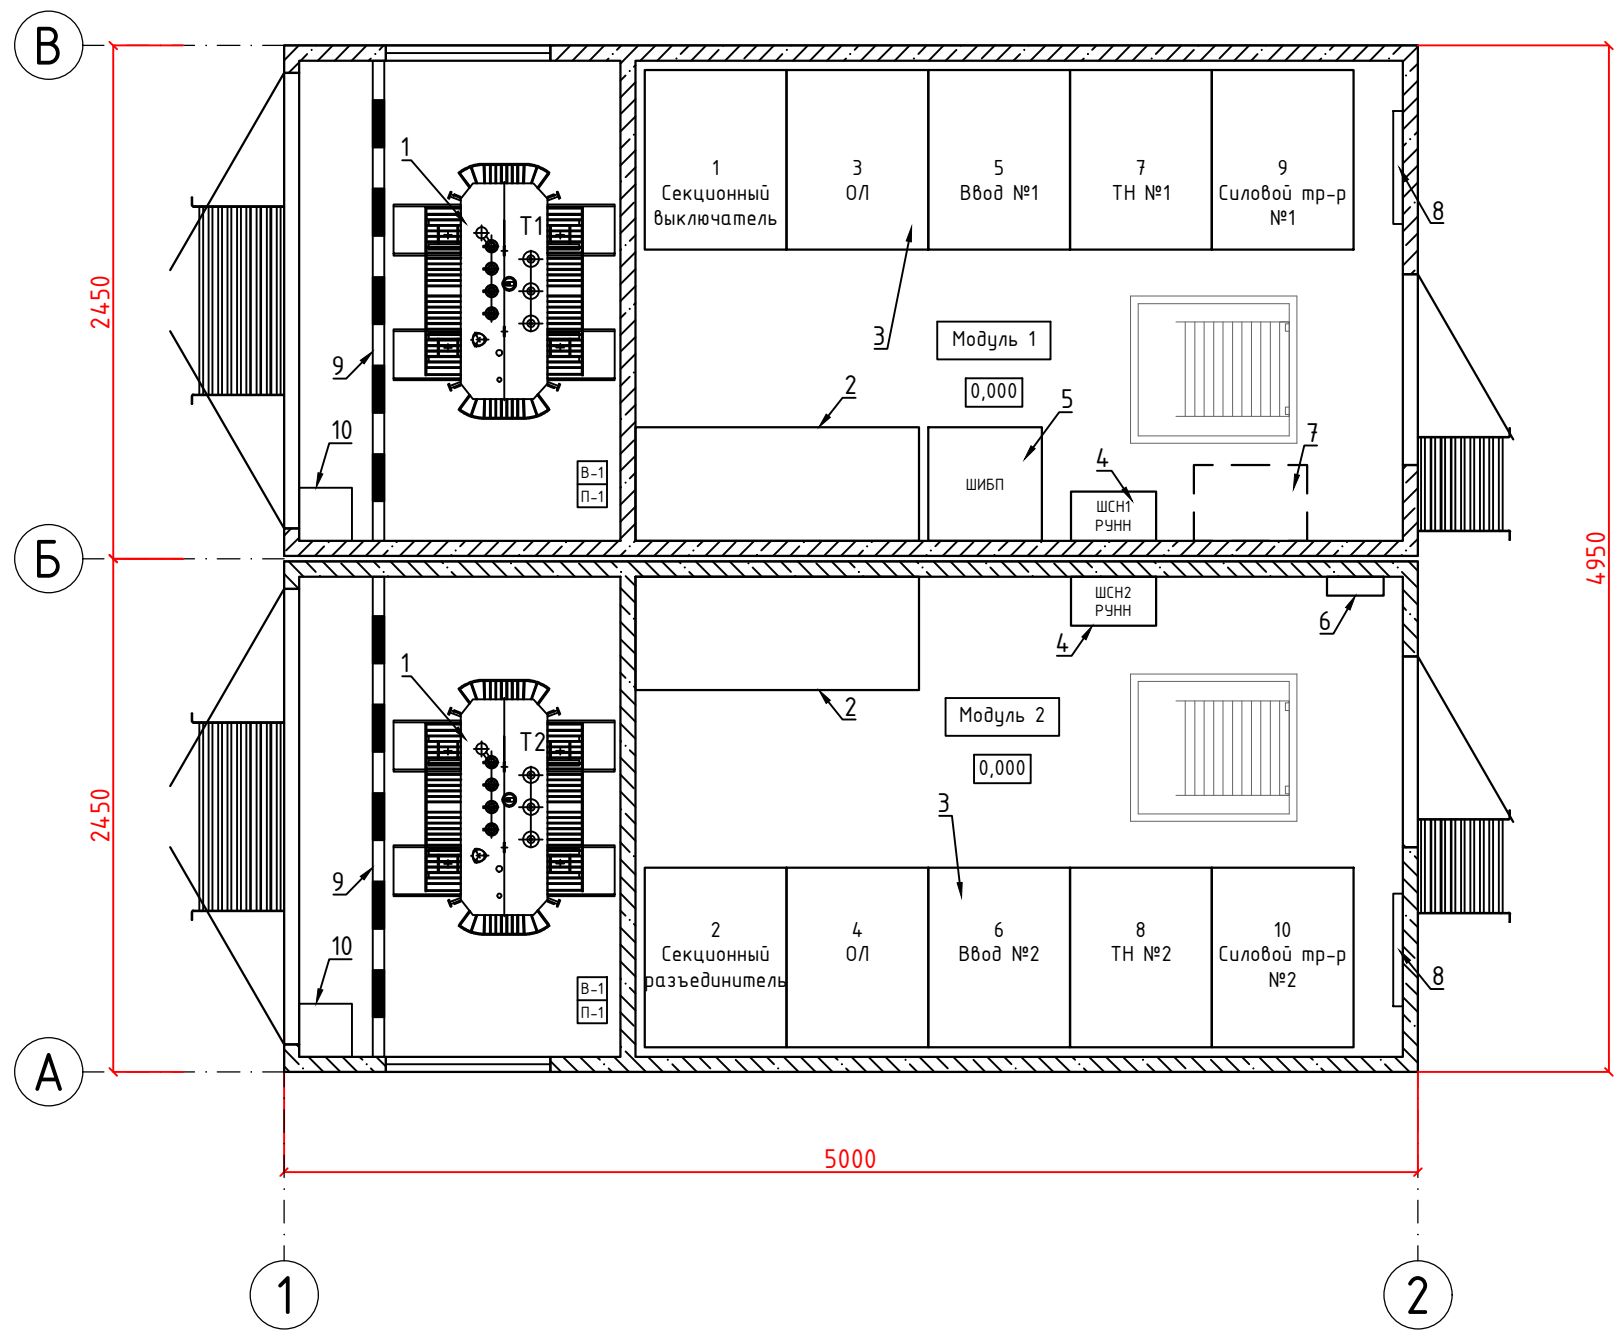 В
1
Т1
1
Секционный
выключатель
3
ОЛ
5
Ввод №1
7
ТН №1
9
Силовой тр-р
№1
8
2450
9
3
Модуль 1
0,000
2
5
10
В-1
П-1
ШИБП
4
ШСН1
РУНН
7
Б
4950
ШСН2
РУНН
4
6
1
Т2
2
Модуль 2
0,000
2450
9
3
10
В-1
П-1
2
Секционный
разъединитель
4
ОЛ
6
Ввод №2
8
ТН №2
10
Силовой тр-р
№2
8
А
5000
1
2